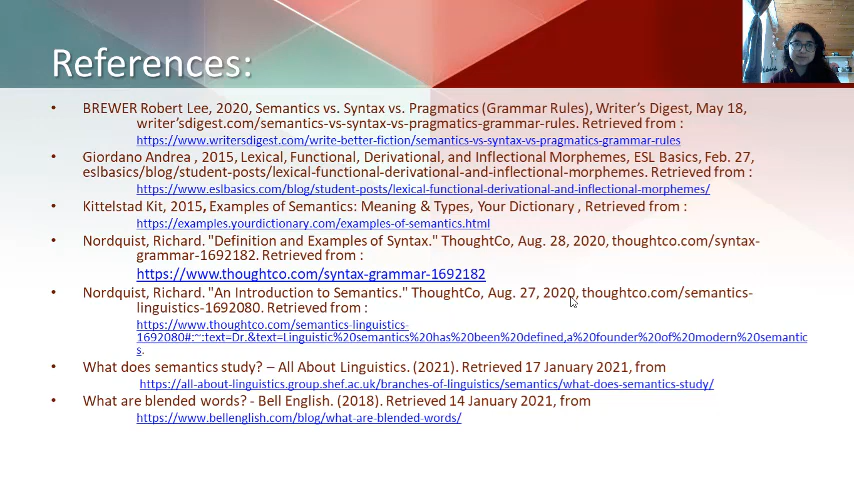 References:
• BREWER Robert Lee, 2020, Semantics vs. Syntax vs. Pragmatics (Grammar Rules), Writer's Digest, May 18,
writer'sdigest.com/semantics-vs-syntax-vs-pragmatics-grammar-rules. Retrieved from :
https://www.writersdigest.com/write-better-fiction/semantics-vs-syntax-vs-pragmatics-grammar-rules
• Giordano Andrea , 2015, Lexical, Functional, Derivational, and Inflectional Morphemes, ESL Basics, Feb. 27,
eslbasics/blog/student-posts/lexical-functional-derivational-and-inflectional-morphemes. Retrieved from :
https://www.eslbasics.com/blog/student-posts/lexical-functional-derivational-and-inflectional-morphemes/
• Kittelstad Kit, 2015, Examples of Semantics: Meaning & Types, Your Dictionary , Retrieved from :
https://examples.yourdictionary.com/examples-of-semantics.html
• Nordquist, Richard. "Definition and Examples of Syntax." ThoughtCo, Aug. 28, 2020, thoughtco.com/syntax-
grammar-1692182. Retrieved from :
https://www.thoughtco.com/syntax-grammar-1692182
• Nordquist, Richard. "An Introduction to Semantics." ThoughtCo, Aug. 27, 2020, thoughtco.com/semantics-
linguistics-1692080. Retrieved from :
https://www.thoughtco.com/semantics-linguistics-
1692080#:~:text=Dr.&text=Linguistic%20semantics%20has%20been%20defined,a%20founder%20of%20modern%20semantic
s.
• What does semantics study? – All About Linguistics. (2021). Retrieved 17 January 2021, from
https://all-about-linguistics.group.shef.ac.uk/branches-of-linguistics/semantics/what-does-semantics-study/
• What are blended words? - Bell English. (2018). Retrieved 14 January 2021, from
https://www.bellenglish.com/blog/what-are-blended-words/